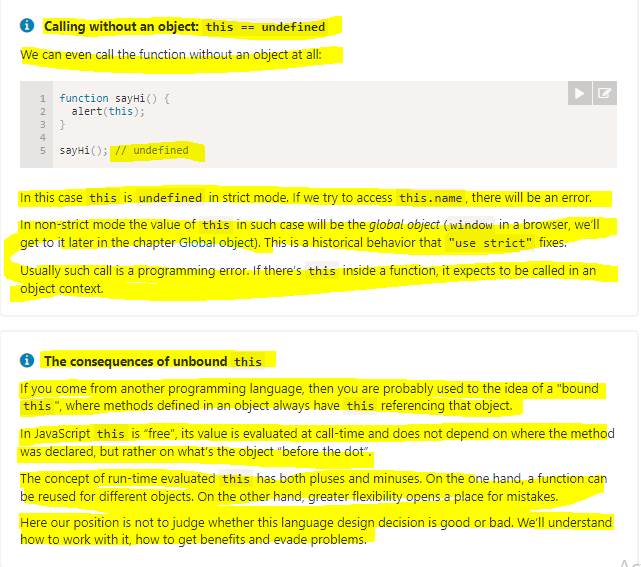 Calling without an object: this == undefined
We can even call the function without an object at all:
1 function sayHi() {
2 alert(this);
3 }
4
5 sayHi(); // undefined
In this case this is undefined in strict mode. If we try to access this.name, there will be an error.
In non-strict mode the value of this in such case will be the global object (window in a browser, we'll
get to it later in the chapter Global object). This is a historical behavior that "use strict" fixes.
Usually such call is a programming error. If there's this inside a function, it expects to be called in an
object context.
The consequences of unbound this
If you come from another programming language, then you are probably used to the idea of a "bound
this", where methods defined in an object always have this referencing that object.
In JavaScript this is “free”, its value is evaluated at call-time and does not depend on where the method
was declared, but rather on what's the object “before the dot”.
The concept of run-time evaluated this has both pluses and minuses. On the one hand, a function can
be reused for different objects. On the other hand, greater flexibility opens a place for mistakes.
Here our position is not to judge whether this language design decision is good or bad. We'll understand
how to work with it, how to get benefits and evade problems.